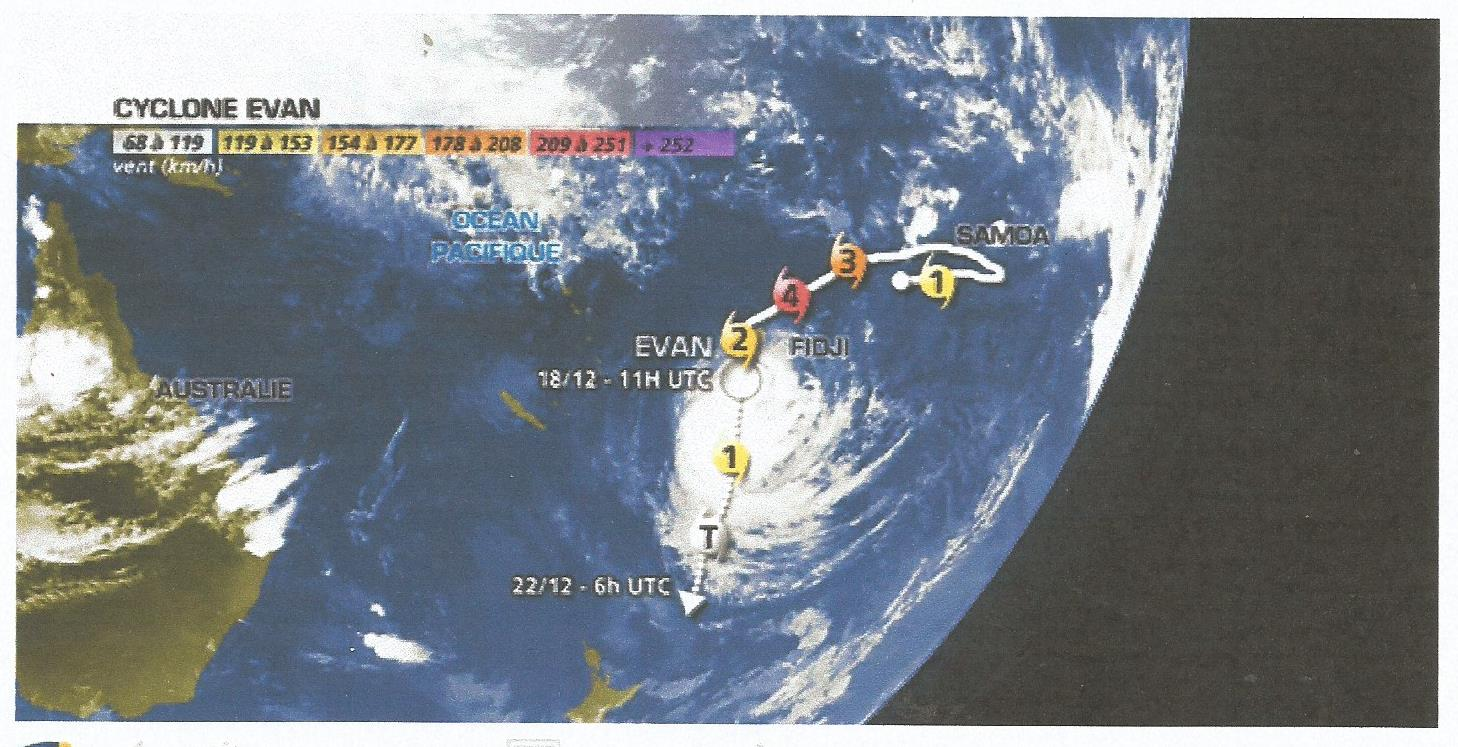 CYCLONE EVAN
68 à 119 119 à 153 154 à 177 178 à 208 209 à 251 + 252
vent (km/h)
OCÉAN
PACIFIQUE
SAMOA
1
3
4
2
EVAN
FIDJI
18/12 - 11H UTC
AUSTRALIE
1
T
22/12 - 6h UTC